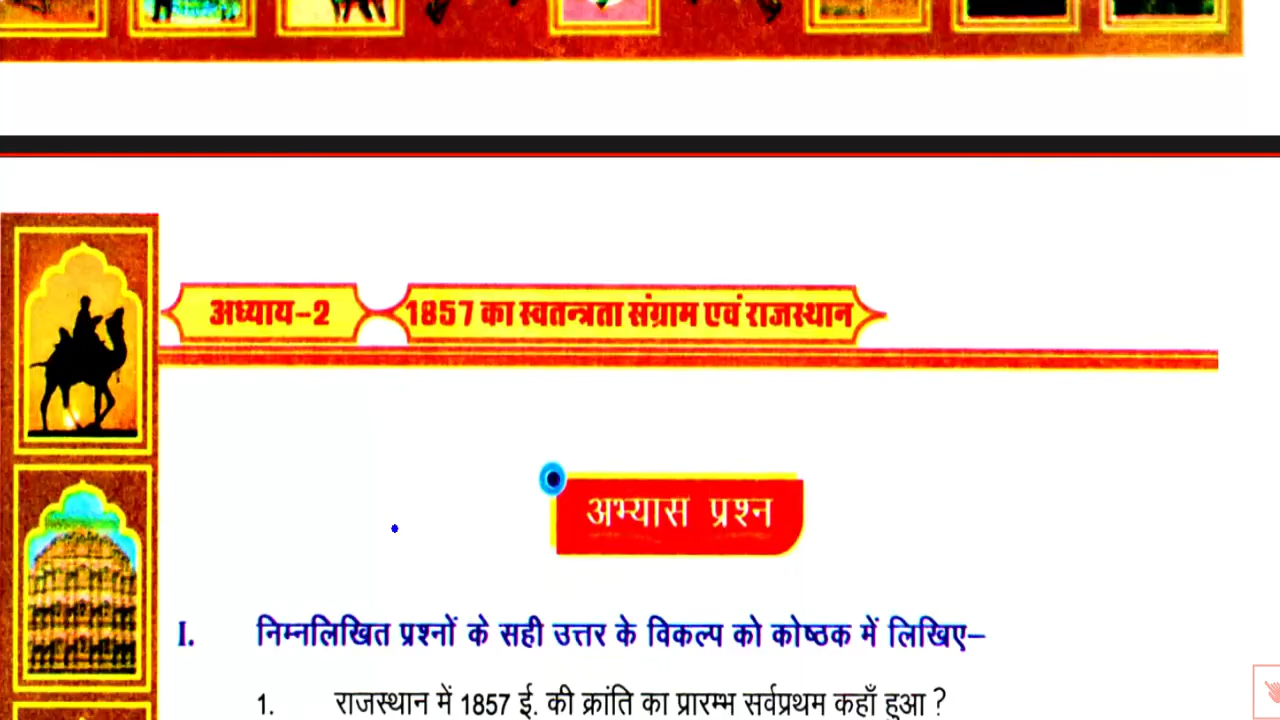 अध्याय-2 1857 का स्वतन्त्रता संग्राम एवं राजस्थान
अभ्यास प्रश्न
I. निम्नलिखित प्रश्नों के सही उत्तर के विकल्प को कोष्ठक में लिखिए–
1. राजस्थान में 1857 ई. की क्रांति का प्रारम्भ सर्वप्रथम कहाँ हुआ ?